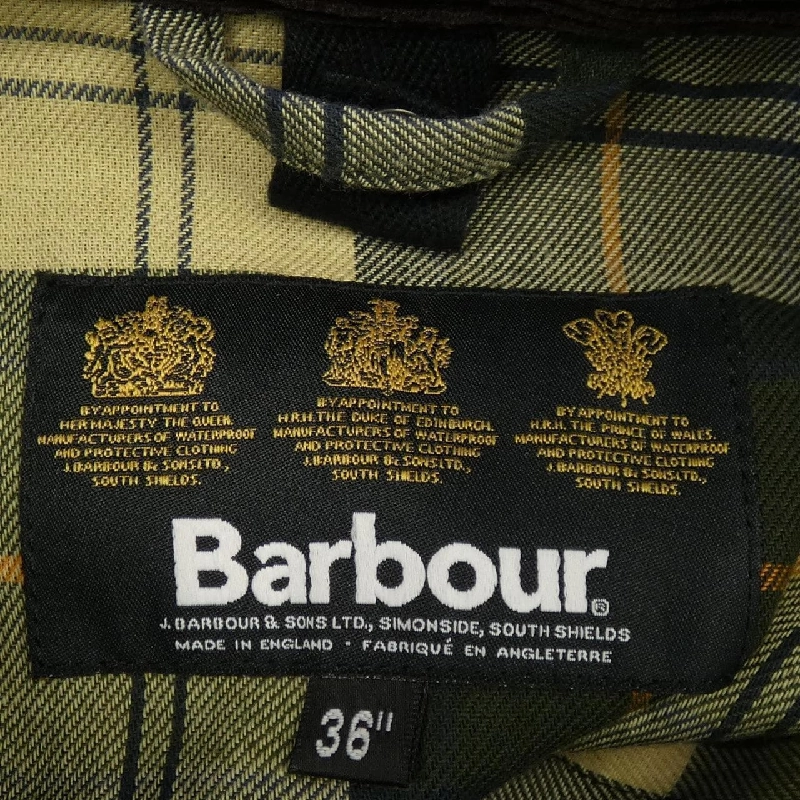 BY APPOINTMENT TO
HER MAJESTY THE QUEEN.
MANUFACTURERS OF WATERPROOF
AND PROTECTIVE CLOTHING
J.BARBOUR & SONS LTD.,
SOUTH SHIELDS.
BY APPOINTMENT TO
H.R.H. THE DUKE OF EDINBURGH.
MANUFACTURERS OF WATERPROOF
AND PROTECTIVE CLOTHING
J.BARBOUR & SONS LTD.,
SOUTH SHIELDS.
BY APPOINTMENT TO
H.R.H. THE PRINCE OF WALES.
MANUFACTURERS OF WATERPROOF
AND PROTECTIVE CLOTHING
J.BARBOUR & SONS LTD.,
SOUTH SHIELDS.
Barbour®
J. BARBOUR & SONS LTD., SIMONSIDE, SOUTH SHIELDS
MADE IN ENGLAND · FABRIQUÉ EN ANGLETERRE
36"